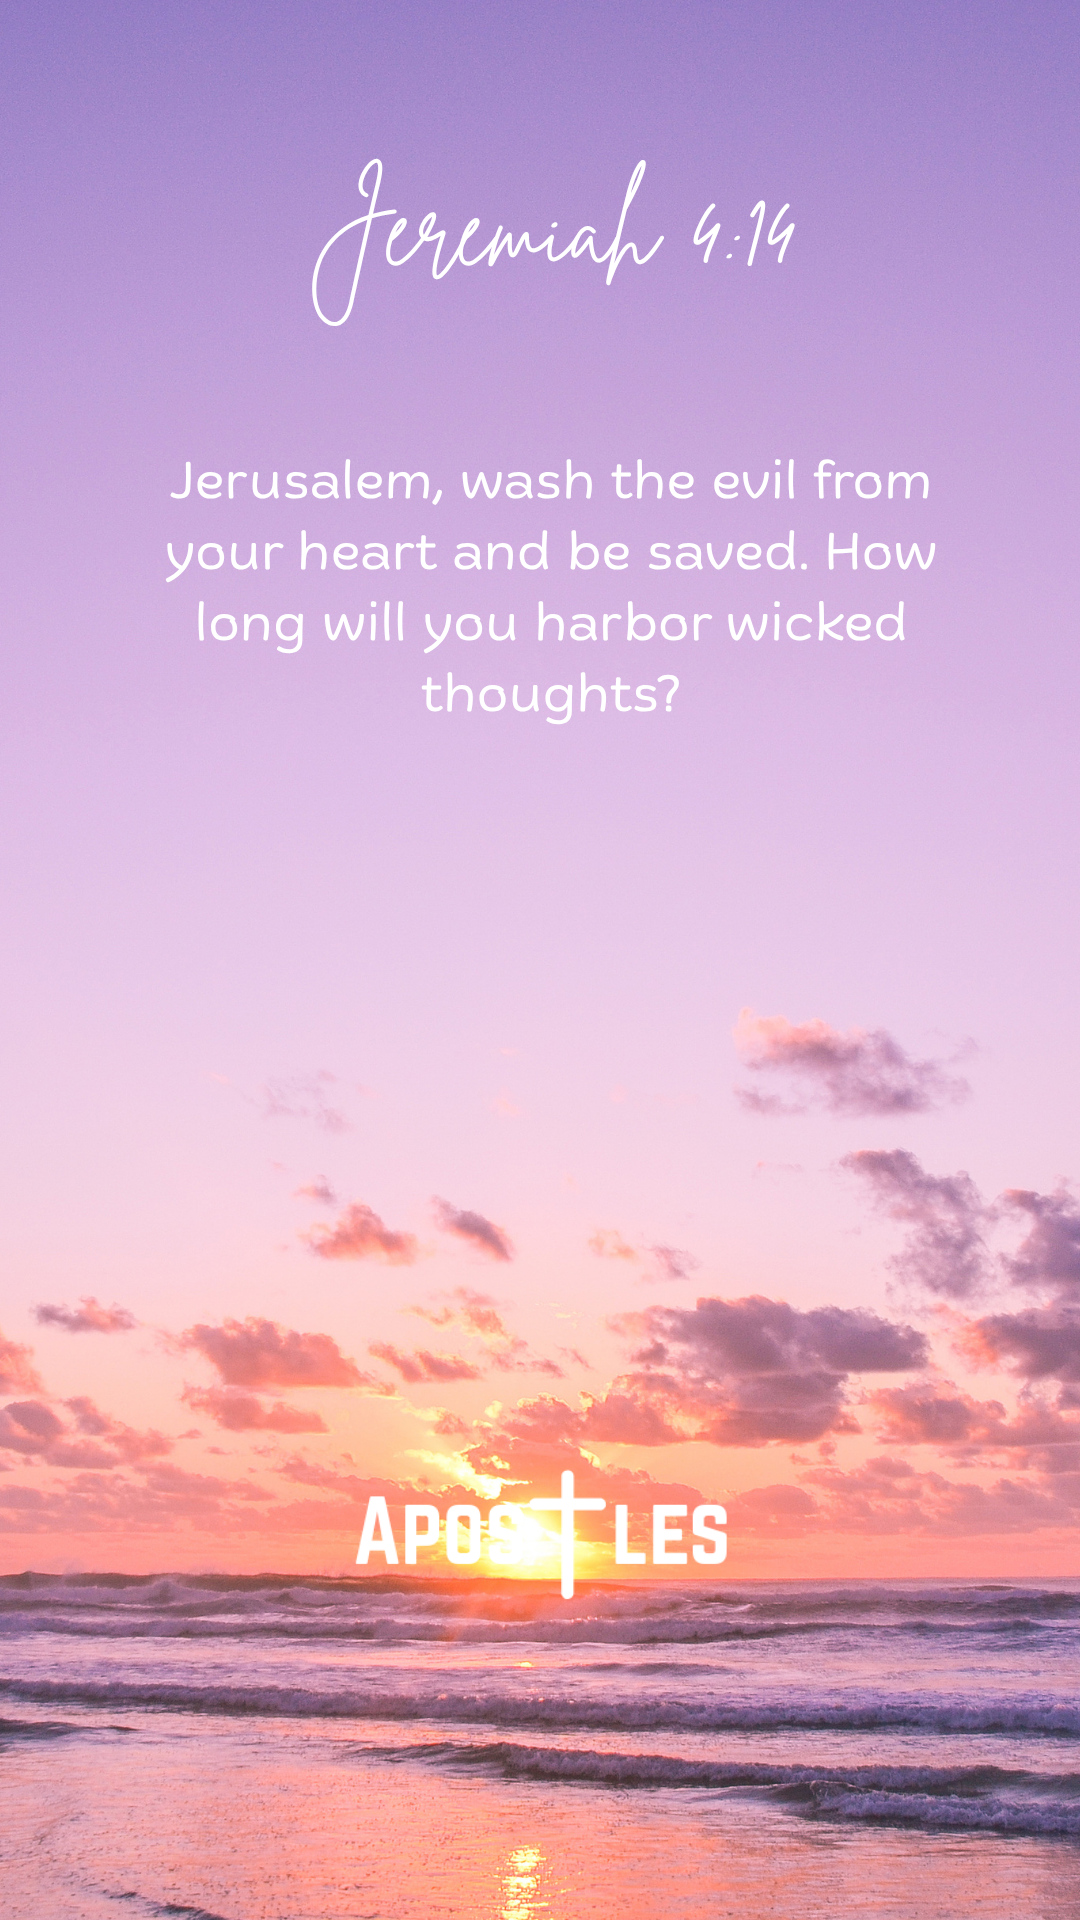 Jeremiah 4:14
Jerusalem, wash the evil from
your heart and be saved. How
long will you harbor wicked
thoughts?
APOSTLES